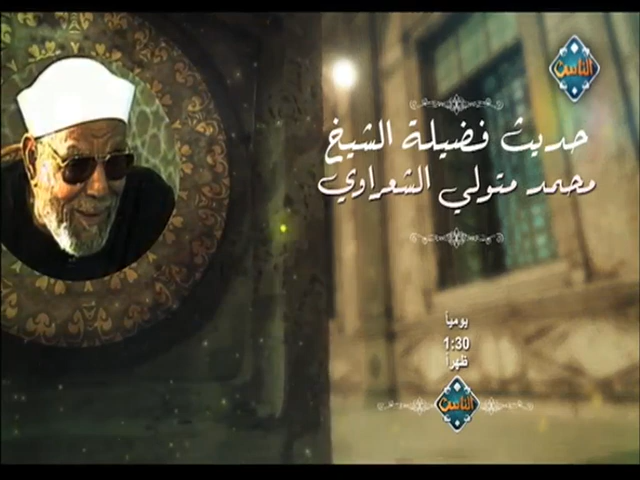 الناس
حديث فضيلة الشيخ
محمد متولي الشعراوي
يومياً
1:30
ظهراً
الناس